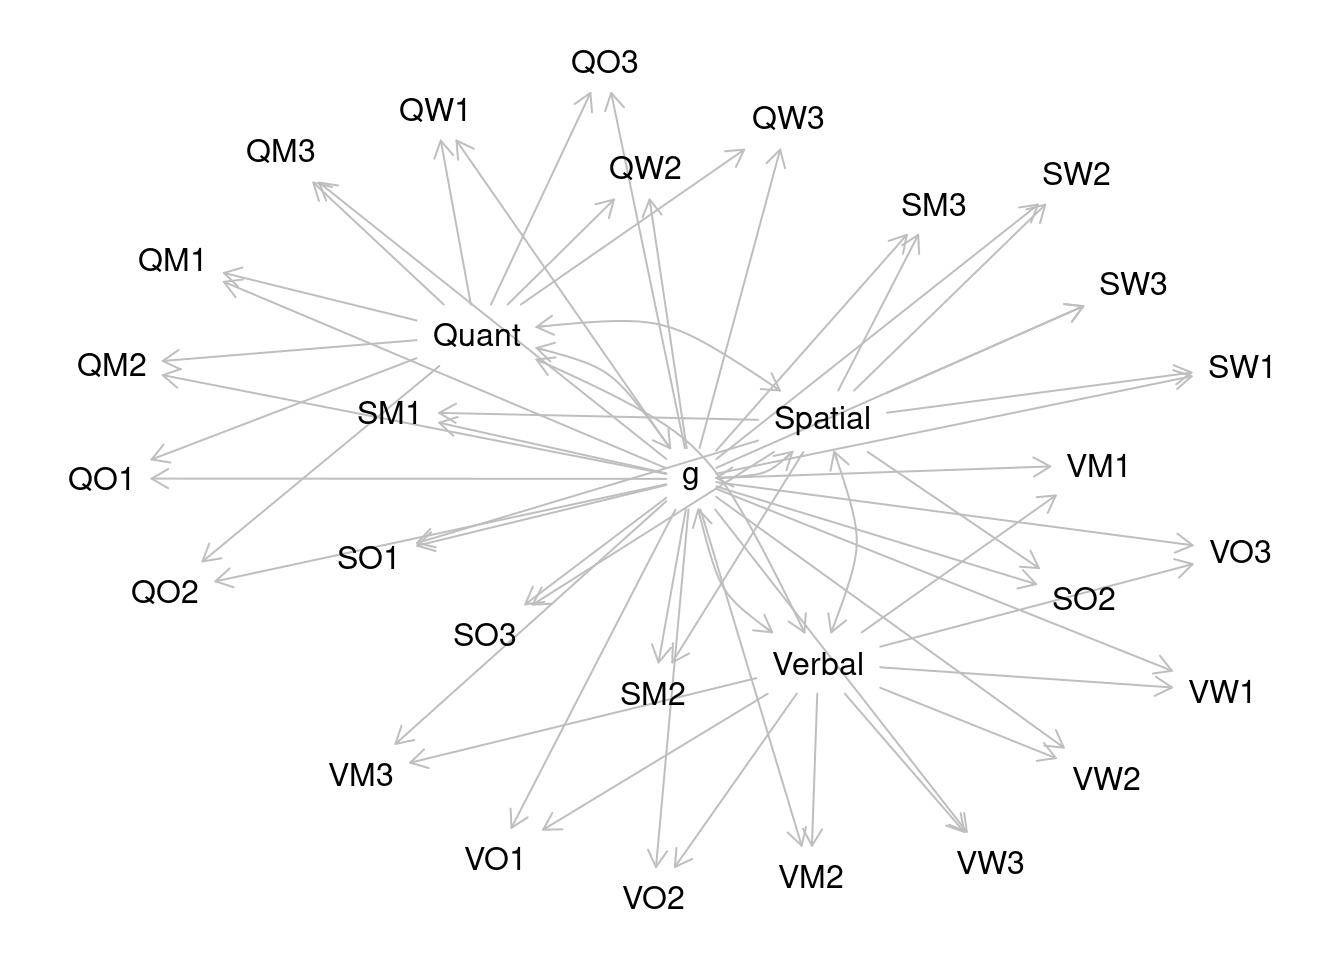 QO3
QW1
QW3
QM3
QW2
SW2
SM3
QM1
SW3
Quant
QM2
SW1
SM1
Spatial
VM1
g
QO1
VO3
SO1
QO2
SO2
SO3
Verbal
SM2
VW1
VM3
VW2
VO1
VW3
VM2
VO2